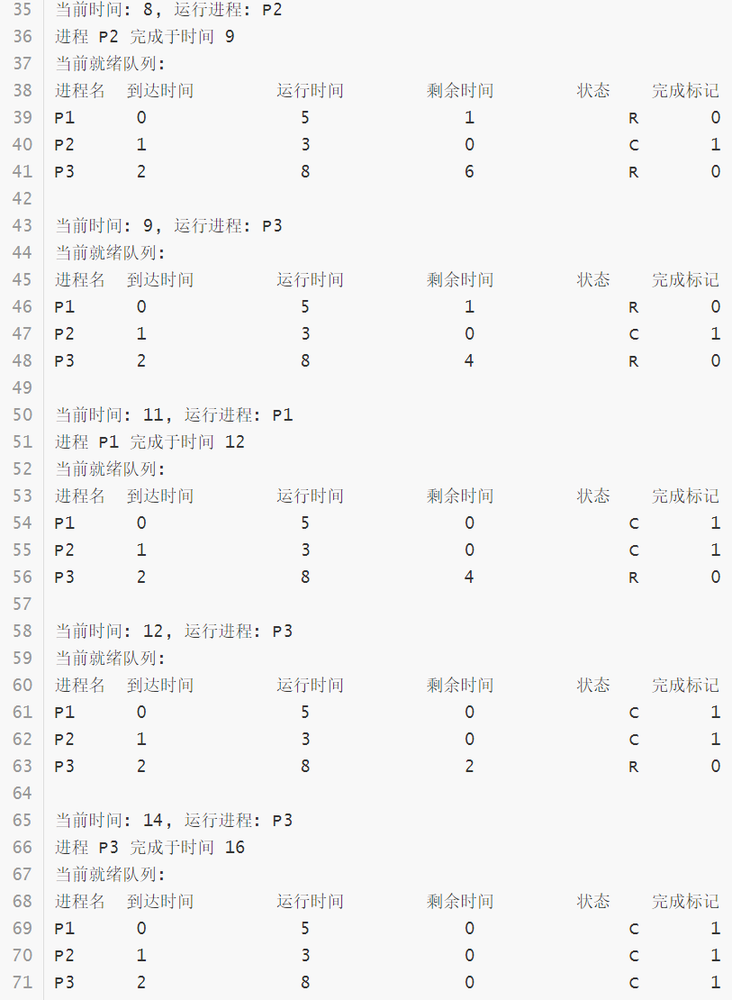 35 当前时间: 8, 运行进程: P2
36 进程 P2 完成于时间 9
37 当前就绪队列:
38 进程名 到达时间 运行时间 剩余时间 状态 完成标记
39 P1 0 5 1 R 0
40 P2 1 3 0 C 1
41 P3 2 8 6 R 0
42
43 当前时间: 9, 运行进程: P3
44 当前就绪队列:
45 进程名 到达时间 运行时间 剩余时间 状态 完成标记
46 P1 0 5 1 R 0
47 P2 1 3 0 C 1
48 P3 2 8 4 R 0
49
50 当前时间: 11, 运行进程: P1
51 进程 P1 完成于时间 12
52 当前就绪队列:
53 进程名 到达时间 运行时间 剩余时间 状态 完成标记
54 P1 0 5 0 C 1
55 P2 1 3 0 C 1
56 P3 2 8 4 R 0
57
58 当前时间: 12, 运行进程: P3
59 当前就绪队列:
60 进程名 到达时间 运行时间 剩余时间 状态 完成标记
61 P1 0 5 0 C 1
62 P2 1 3 0 C 1
63 P3 2 8 2 R 0
64
65 当前时间: 14, 运行进程: P3
66 进程 P3 完成于时间 16
67 当前就绪队列:
68 进程名 到达时间 运行时间 剩余时间 状态 完成标记
69 P1 0 5 0 C 1
70 P2 1 3 0 C 1
71 P3 2 8 0 C 1